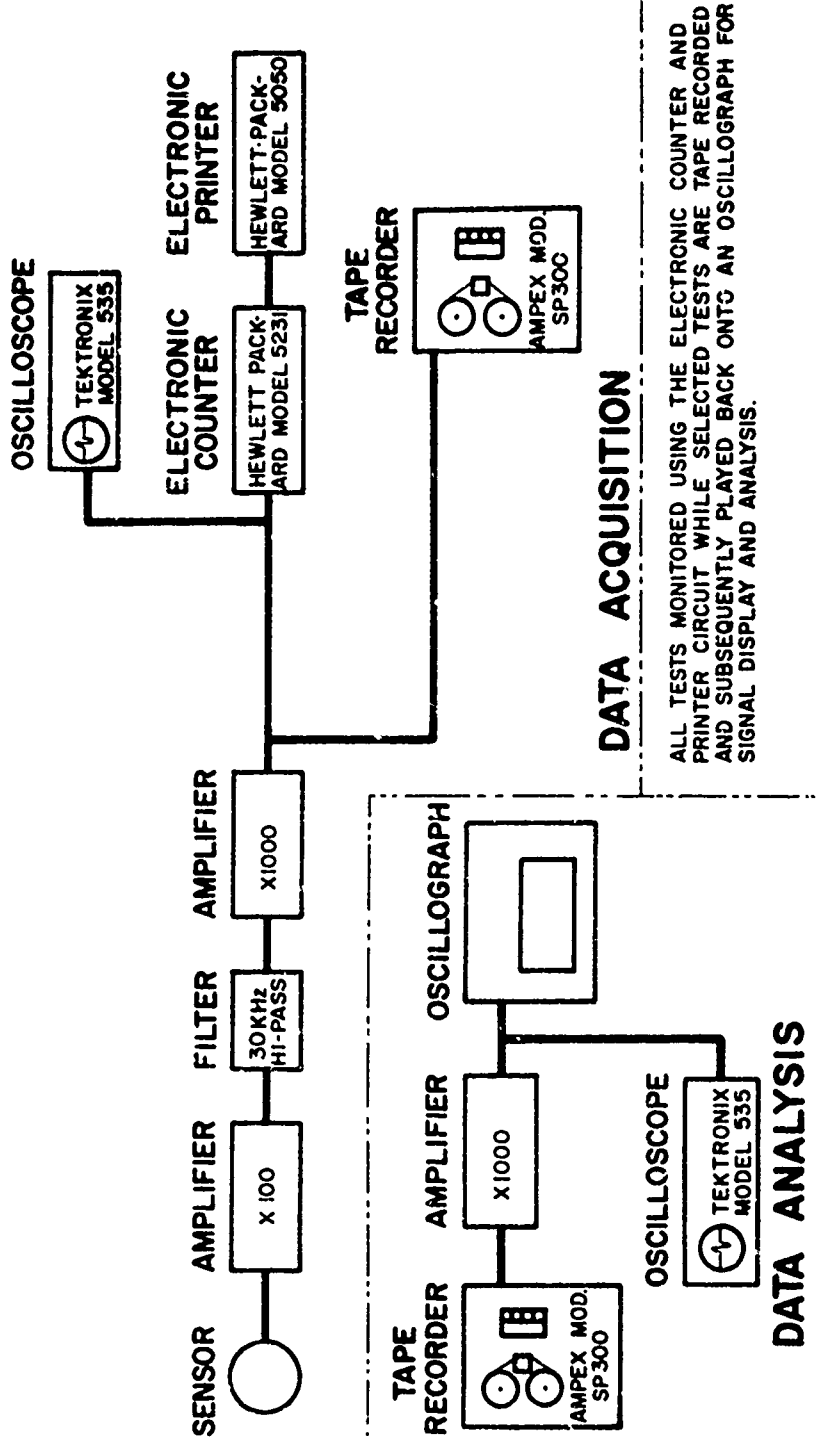 SENSOR
AMPLIFIER
X 100
FILTER
30KHz
HI-PASS
AMPLIFIER
X1000
OSCILLOSCOPE
TEKTRONIX
MODEL 535
ELECTRONIC
COUNTER
HEWLETT PACK-
ARD MODEL 5231
ELECTRONIC
PRINTER
HEWLETT-PACK-
ARD MODEL 5050
TAPE
RECORDER
AMPEX MOD.
SP300
DATA ACQUISITION
TAPE
RECORDER
AMPEX MOD.
SP300
AMPLIFIER
X1000
OSCILLOGRAPH
OSCILLOSCOPE
TEKTRONIX
MODEL 535
DATA ANALYSIS
ALL TESTS MONITORED USING THE ELECTRONIC COUNTER AND
PRINTER CIRCUIT WHILE SELECTED TESTS ARE TAPE RECORDED
AND SUBSEQUENTLY PLAYED BACK ONTO AN OSCILLOGRAPH FOR
SIGNAL DISPLAY AND ANALYSIS.